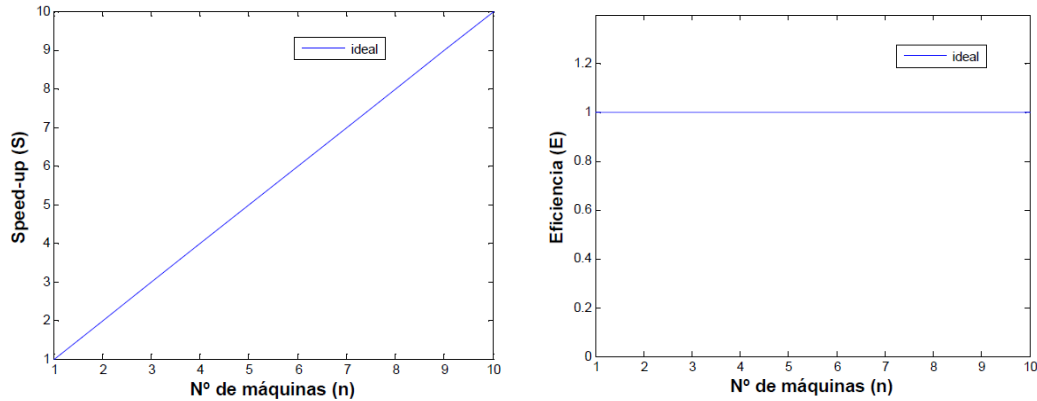 10
9
8
7
6
5
4
3
2
1
Speed-up (S)
ideal
1 2 3 4 5 6 7 8 9 10
Nº de máquinas (n)
1.2
1
0.8
0.6
0.4
0.2
0
Eficiencia (E)
ideal
1 2 3 4 5 6 7 8 9 10
Nº de máquinas (n)